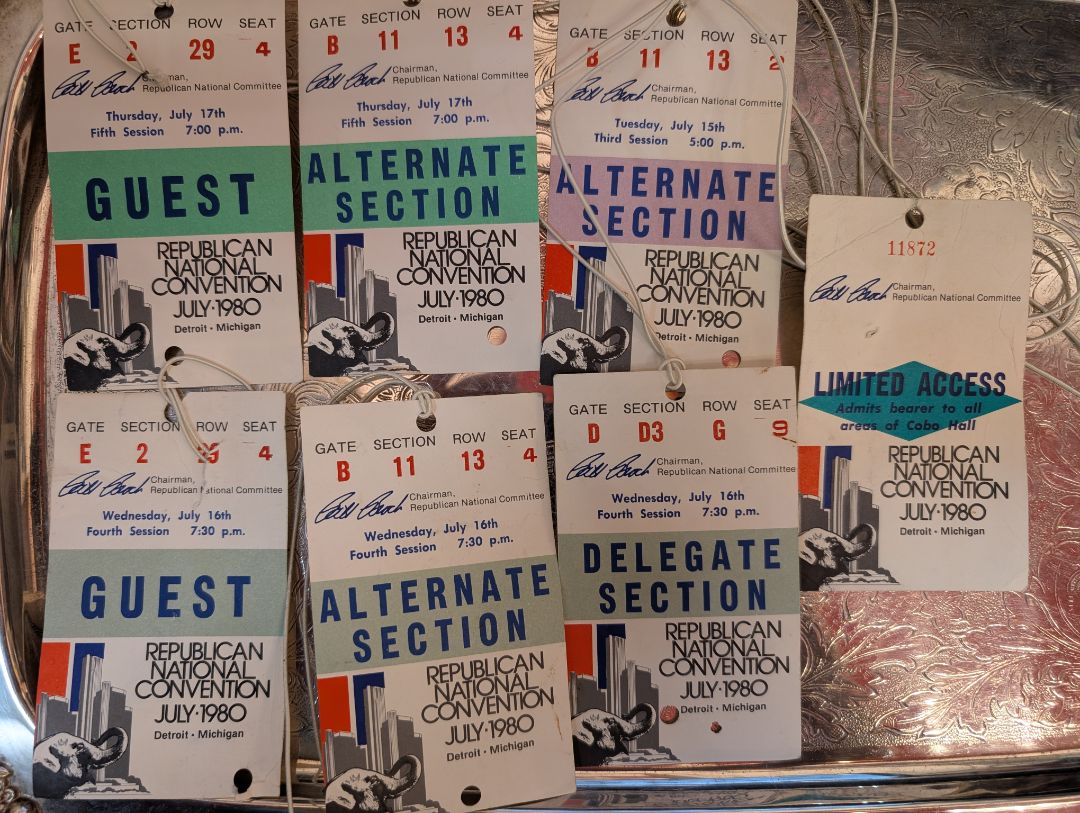 GATE SECTION ROW SEAT
E 2 29 4
Chairman,
Republican National Committee
Thursday, July 17th
Fifth Session 7:00 p.m.
GUEST
REPUBLICAN
NATIONAL
CONVENTION
JULY·1980
Detroit • Michigan
GATE SECTION ROW SEAT
B 11 13 4
Chairman,
Republican National Committee
Thursday, July 17th
Fifth Session 7:00 p.m.
ALTERNATE
SECTION
REPUBLICAN
NATIONAL
CONVENTION
JULY·1980
Detroit • Michigan
GATE SECTION ROW SEAT
B 11 13 2
Chairman,
Republican National Committee
Tuesday, July 15th
Third Session 5:00 p.m.
ALTERNATE
SECTION
REPUBLICAN
NATIONAL
CONVENTION
JULY·1980
Detroit • Michigan
11872
Chairman,
Republican National Committee
LIMITED ACCESS
Admits bearer to all
areas of Cobo Hall
REPUBLICAN
NATIONAL
CONVENTION
JULY·1980
Detroit • Michigan
GATE SECTION ROW SEAT
E 2 29 4
Chairman,
Republican National Committee
Wednesday, July 16th
Fourth Session 7:30 p.m.
GUEST
REPUBLICAN
NATIONAL
CONVENTION
JULY·1980
Detroit • Michigan
GATE SECTION ROW SEAT
B 11 13 4
Chairman,
Republican National Committee
Wednesday, July 16th
Fourth Session 7:30 p.m.
ALTERNATE
SECTION
REPUBLICAN
NATIONAL
CONVENTION
JULY·1980
Detroit • Michigan
GATE SECTION ROW SEAT
D D3 G 9
Chairman,
Republican National Committee
Wednesday, July 16th
Fourth Session 7:30 p.m.
DELEGATE
SECTION
REPUBLICAN
NATIONAL
CONVENTION
JULY·1980
Detroit • Michigan